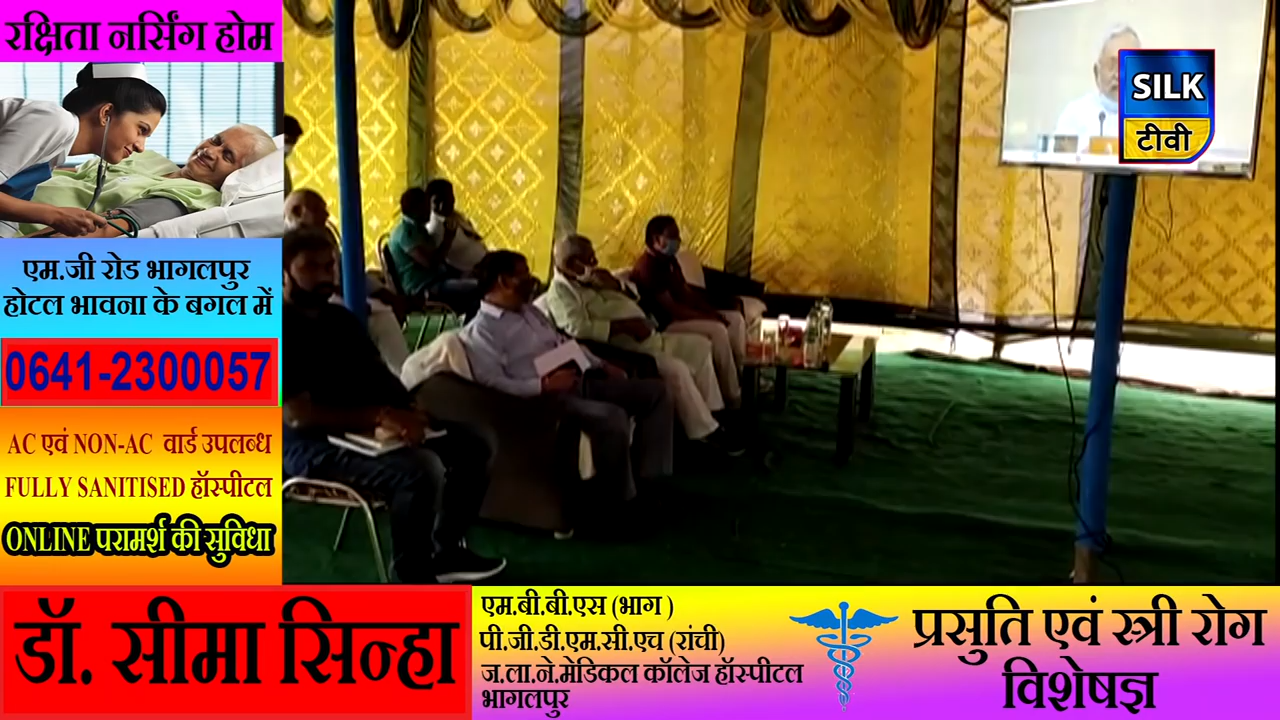 रक्षिता नर्सिंग होम
एम.जी रोड भागलपुर
होटल भावना के बगल में
0641-2300057
AC एवं NON-AC वार्ड उपलब्ध
FULLY SANITISED हॉस्पीटल
ONLINE परामर्श की सुविधा
SILK
टीवी
डॉ. सीमा सिन्हा
एम.बी.बी.एस (भाग )
पी.जी.डी.एम.सी.एच (रांची)
ज.ला.ने.मेडिकल कॉलेज हॉस्पीटल
भागलपुर
प्रसुति एवं स्त्री रोग
विशेषज्ञ